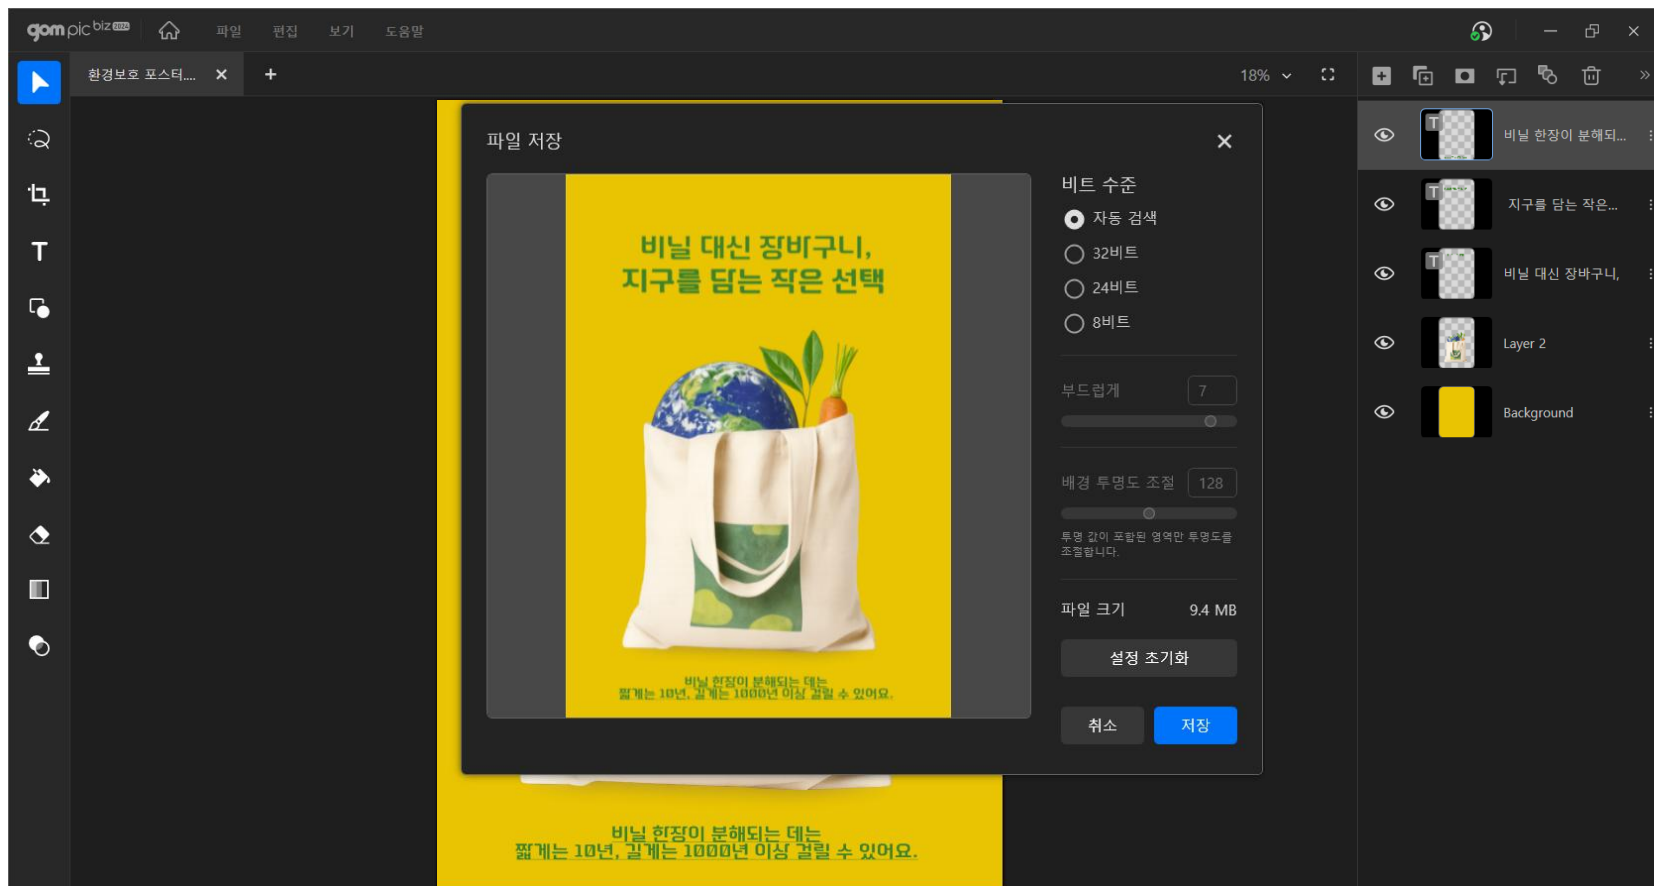 gom pic biz 2024
파일 편집 보기 도움말
환경보호 포스터....
18%
파일 저장
비닐 대신 장바구니,
지구를 담는 작은 선택
비닐 한장이 분해되는 데는
짧게는 10년, 길게는 1000년 이상 걸릴 수 있어요.
비트 수준
자동 검색
32비트
24비트
8비트
부드럽게 7
배경 투명도 조절 128
투명 값이 포함된 영역만 투명도를
조절합니다.
파일 크기 9.4 MB
설정 초기화
취소 저장
비닐 한장이 분해되는 데는
짧게는 10년, 길게는 1000년 이상 걸릴 수 있어요.
T 비닐 한장이 분해되...
T 지구를 담는 작은...
T 비닐 대신 장바구니,
Layer 2
Background